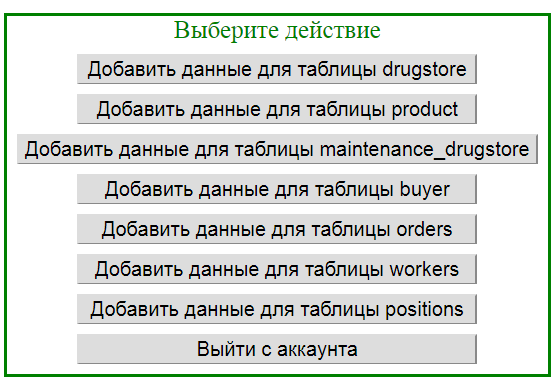 Выберите действие
Добавить данные для таблицы drugstore
Добавить данные для таблицы product
Добавить данные для таблицы maintenance_drugstore
Добавить данные для таблицы buyer
Добавить данные для таблицы orders
Добавить данные для таблицы workers
Добавить данные для таблицы positions
Выйти с аккаунта